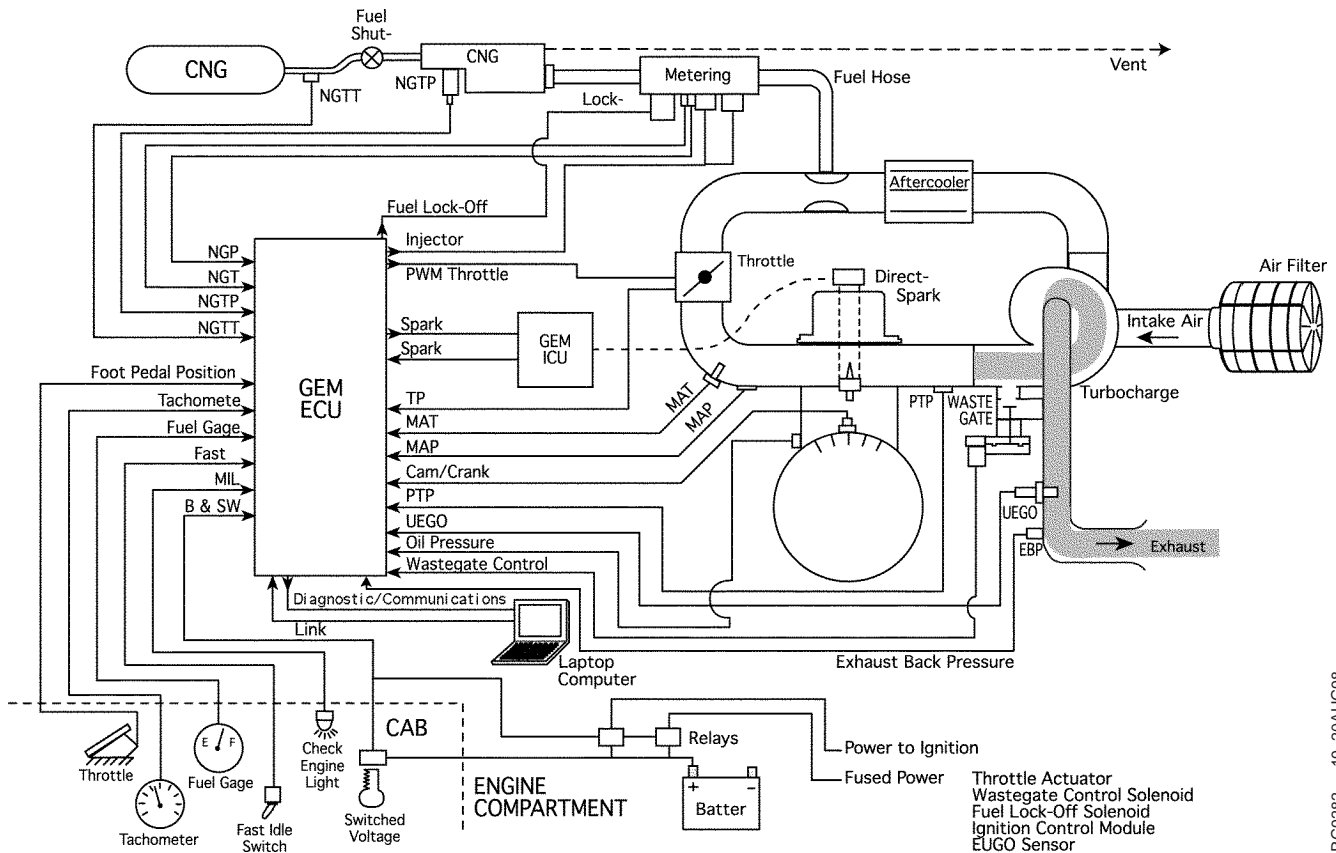 Fuel
Shut-
CNG
CNG
Vent
NGTT
NGTP
Metering
Fuel Hose
Lock-
Aftercooler
Fuel Lock-Off
Injector
PWM Throttle
Throttle
Direct-
Spark
Air Filter
Intake Air
NGP
NGT
NGTP
NGTT
Spark
Spark
GEM
ICU
Foot Pedal Position
Tachomete
Fuel Gage
Fast
MIL
B & SW
GEM
ECU
TP
MAT
MAP
Cam/Crank
PTP
UEGO
Oil Pressure
Wastegate Control
MAT
MAP
PTP
WASTE
GATE
Turbocharge
UEGO
EBP
Exhaust
Diagnostic/Communications
Link
Laptop
Computer
Exhaust Back Pressure
CAB
ENGINE
COMPARTMENT
Throttle
Tachometer
E F
Fuel Gage
Fast Idle
Switch
Check
Engine
Light
Switched
Voltage
Relays
Power to Ignition
Fused Power
+ –
Batter
Throttle Actuator
Wastegate Control Solenoid
Fuel Lock-Off Solenoid
Ignition Control Module
EUGO Sensor